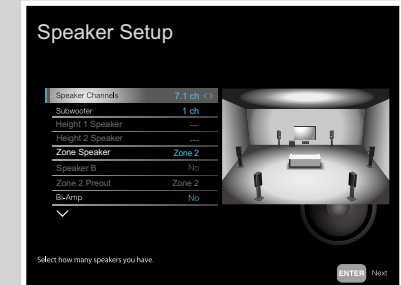 Speaker Setup
Speaker Channels 7.1 ch <>
Subwoofer 1 ch
Height 1 Speaker ---
Height 2 Speaker ---
Zone Speaker Zone 2
Speaker B No
Zone 2 Preout Zone 2
Bi-Amp No
Select how many speakers you have.
ENTER Next